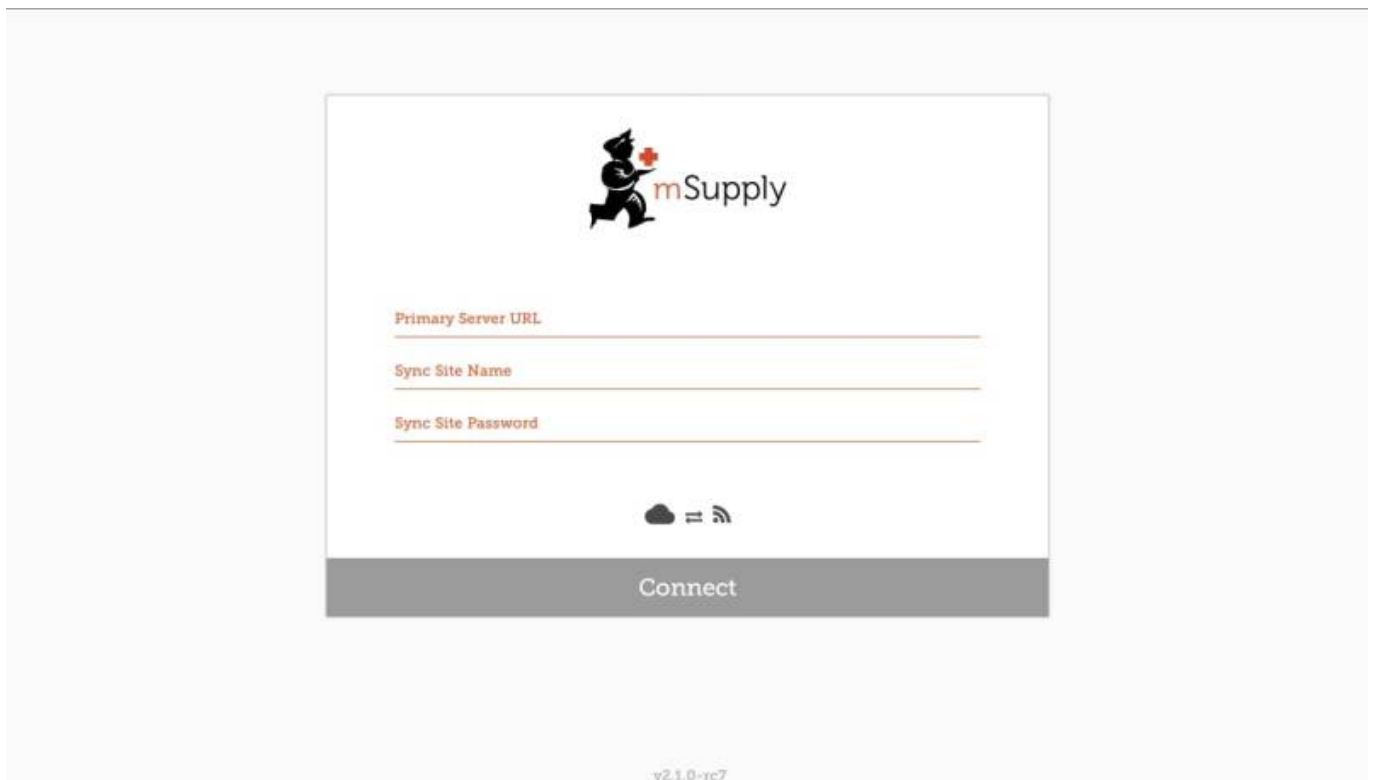 mSupply
Primary Server URL
Sync Site Name
Sync Site Password
Connect
v2.1.0-rc7